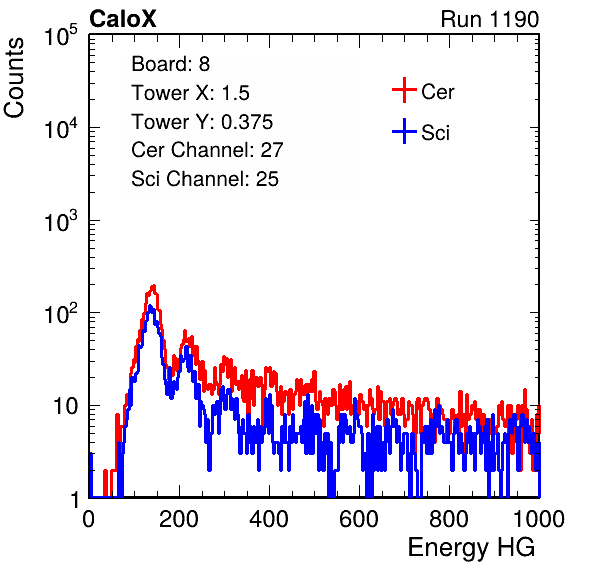 CaloX Run 1190
Counts
Board: 8
Tower X: 1.5
Tower Y: 0.375
Cer Channel: 27
Sci Channel: 25
Cer
Sci
10^5
10^4
10^3
10^2
10
1
0 200 400 600 800 1000
Energy HG